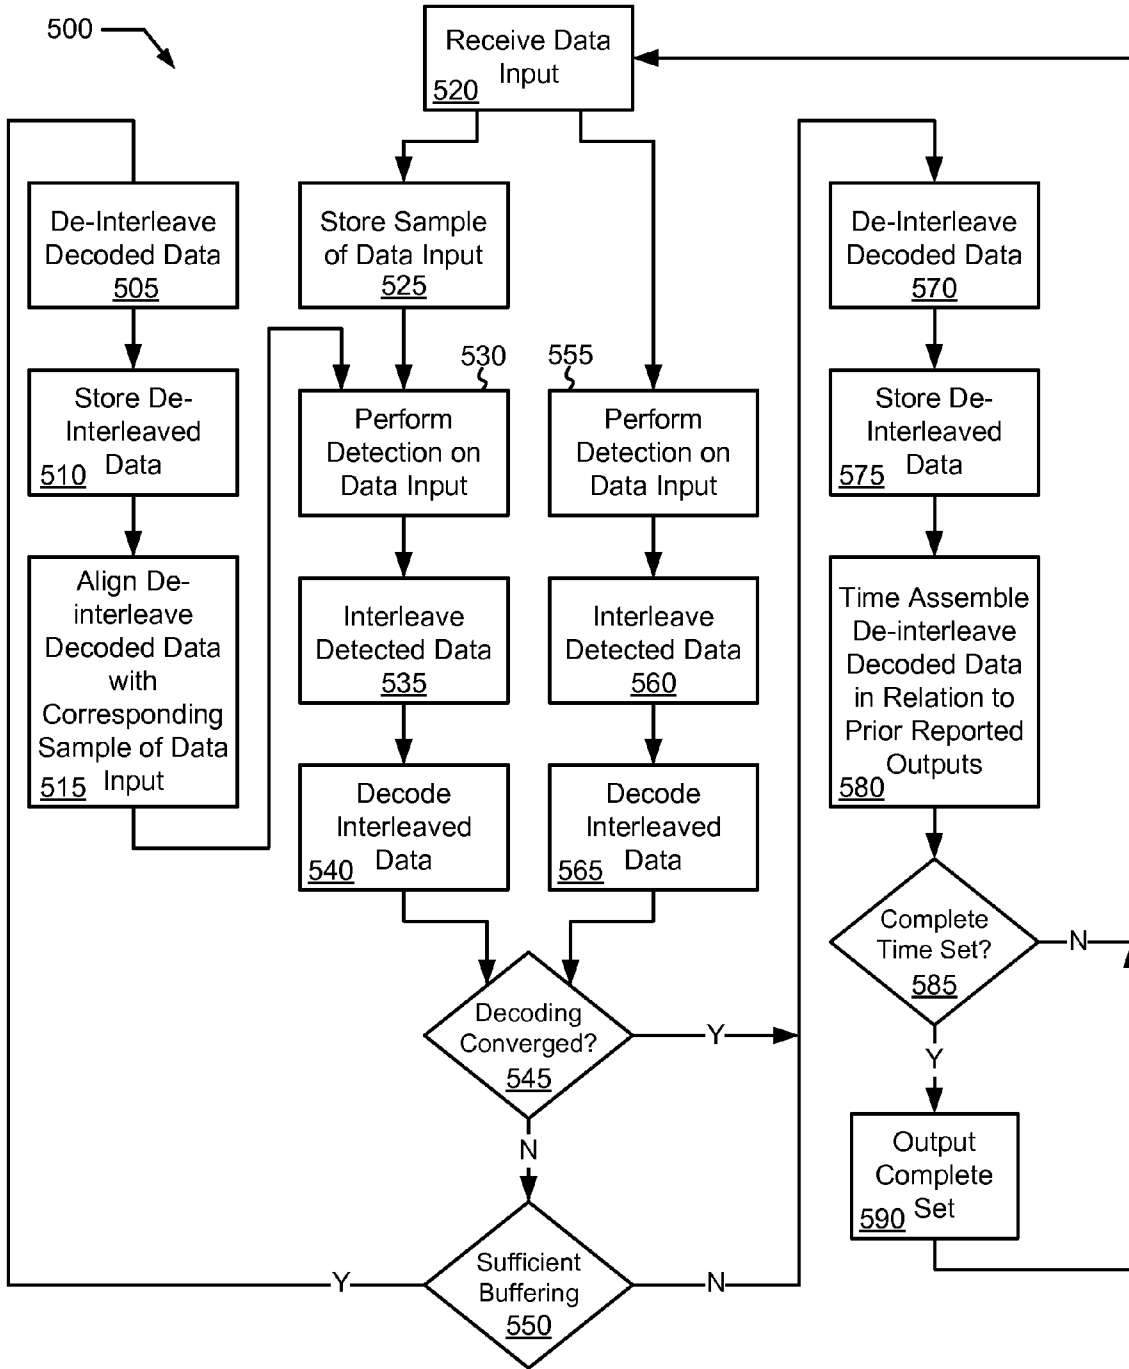 500
Receive Data
Input
520
De-Interleave
Decoded Data
505
Store Sample
of Data Input
525
De-Interleave
Decoded Data
570
530
555
Store De-
Interleaved
Data
510
Perform
Detection on
Data Input
Perform
Detection on
Data Input
Store De-
Interleaved
Data
575
Align De-
interleave
Decoded Data
with
Corresponding
Sample of Data
Input
515
Interleave
Detected Data
535
Interleave
Detected Data
560
Time Assemble
De-interleave
Decoded Data
in Relation to
Prior Reported
Outputs
580
Decode
Interleaved
Data
540
Decode
Interleaved
Data
565
Complete
Time Set?
585
N
Y
Decoding
Converged?
545
Y
N
Output
Complete
Set
590
Sufficient
Buffering
550
Y
N